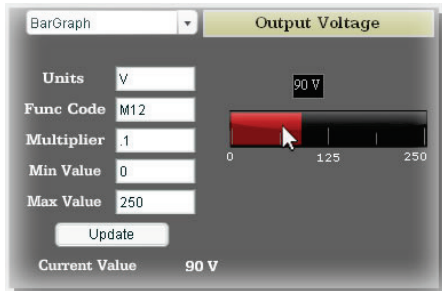 BarGraph
Output Voltage
Units V
Func Code M12
Multiplier .1
Min Value 0
Max Value 250
Update
Current Value 90 V
90 V
0 125 250